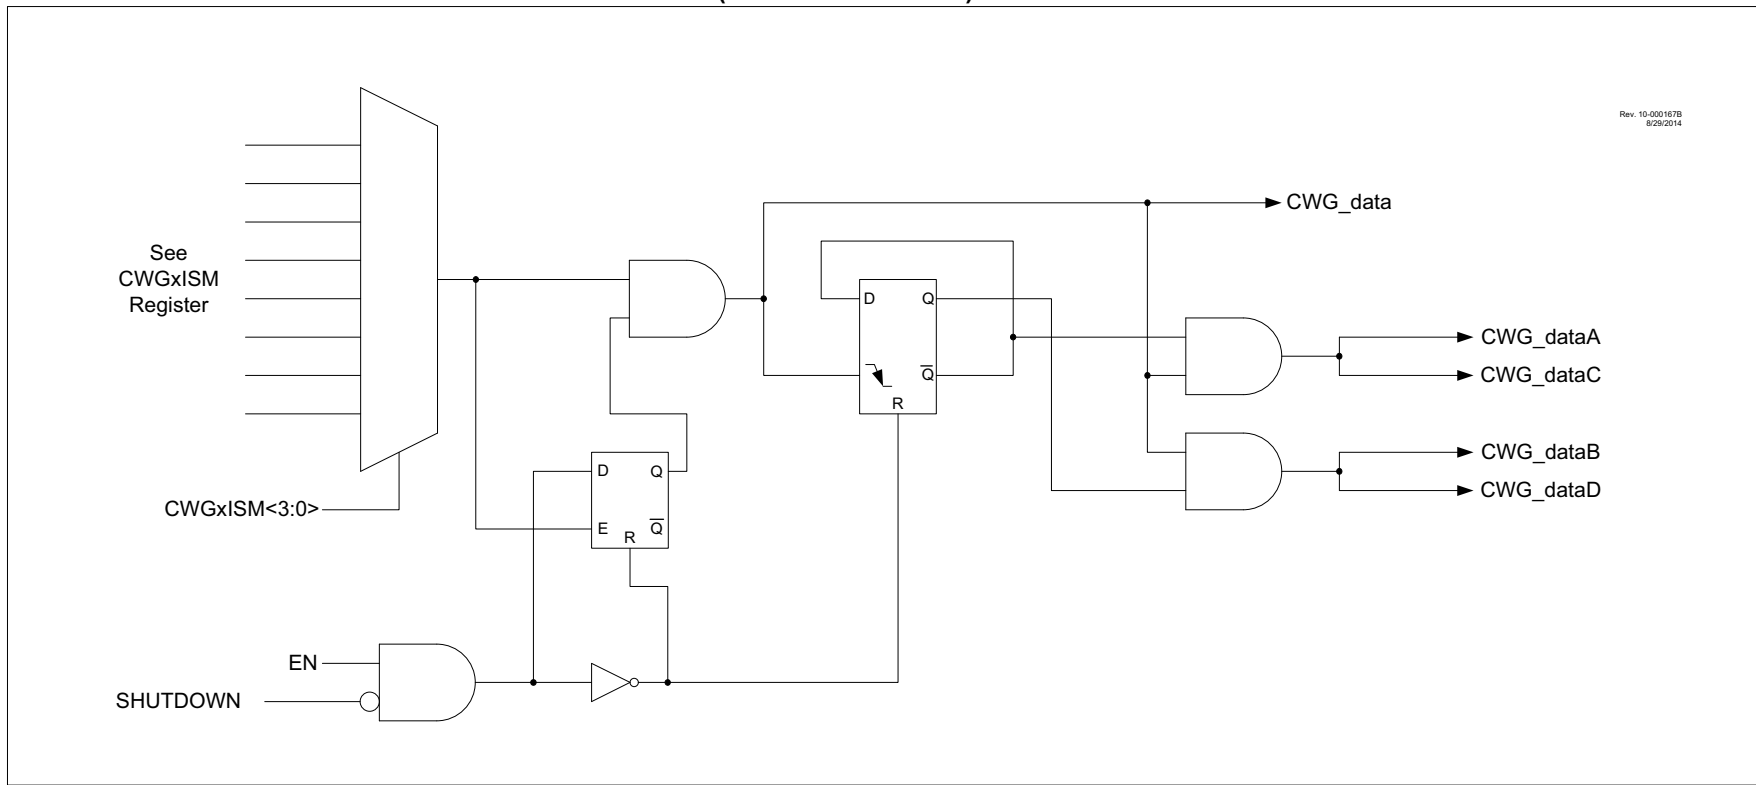 Rev. 10-000167B
8/29/2014
CWG_data
See
CWGxISM
Register
D
Q
Q
R
CWG_dataA
CWG_dataC
D
Q
E
Q
R
CWG_dataB
CWG_dataD
CWGxISM<3:0>
EN
SHUTDOWN